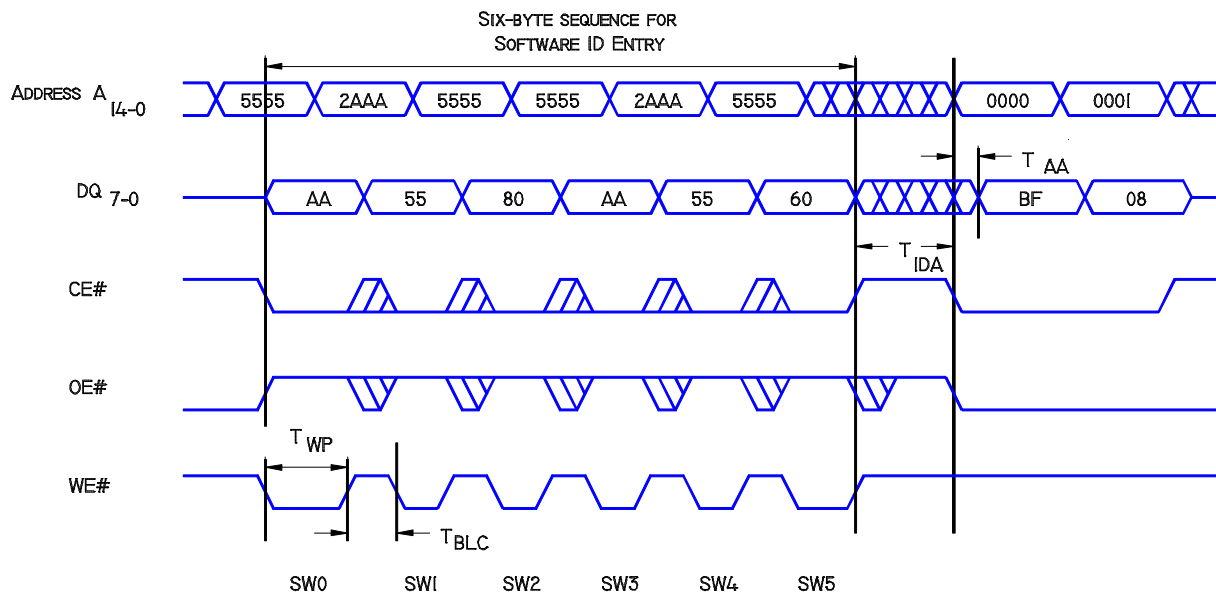 Six-byte sequence for
Software ID Entry
Address A 14-0
5555 2AAA 5555 5555 2AAA 5555 0000 0001
T AA
DQ 7-0
AA 55 80 AA 55 60 BF 08
T IDA
CE#
OE#
T WP
WE#
T BLC
SW0 SW1 SW2 SW3 SW4 SW5